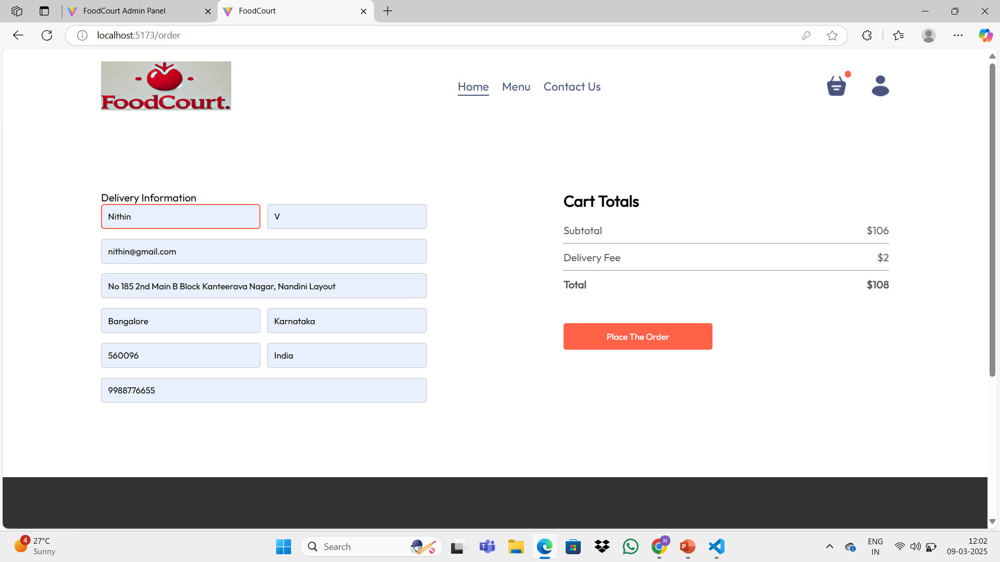 FoodCourt Admin Panel
FoodCourt
localhost:5173/order
FoodCourt.
Home Menu Contact Us
Delivery Information
Nithin V
nithin@gmail.com
No 185 2nd Main B Block Kanteerava Nagar, Nandini Layout
Bangalore Karnataka
560096 India
9988776655
Cart Totals
Subtotal $106
Delivery Fee $2
Total $108
Place The Order
4
27°C
Sunny
Search
T
N
P
ENG
IN
12:02
09-03-2025